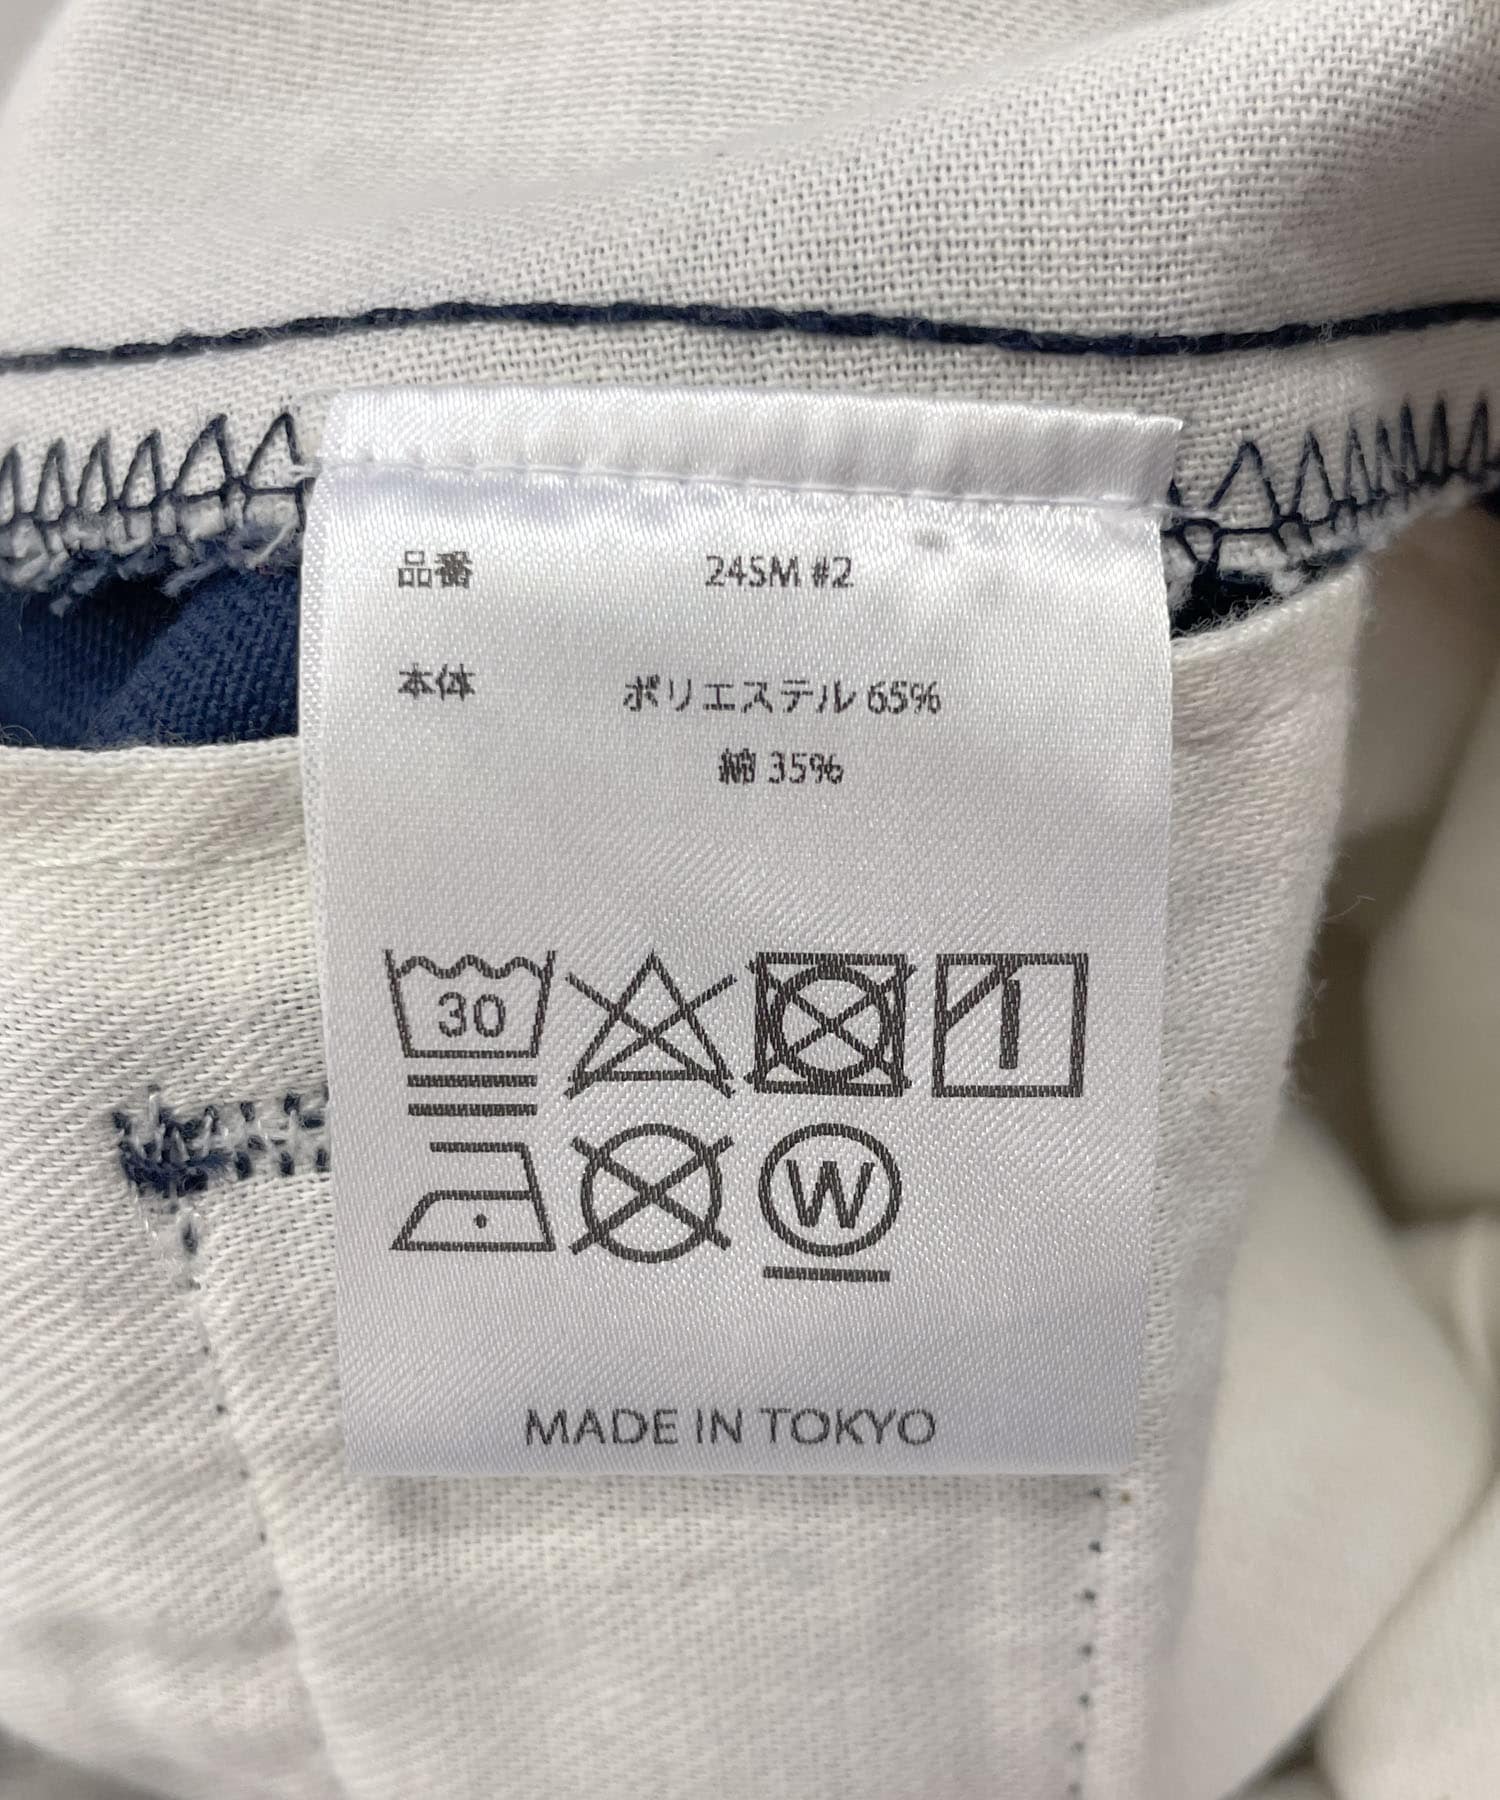 品番 24SM #2
本体 ポリエステル 65%
綿 35%
30
W
MADE IN TOKYO